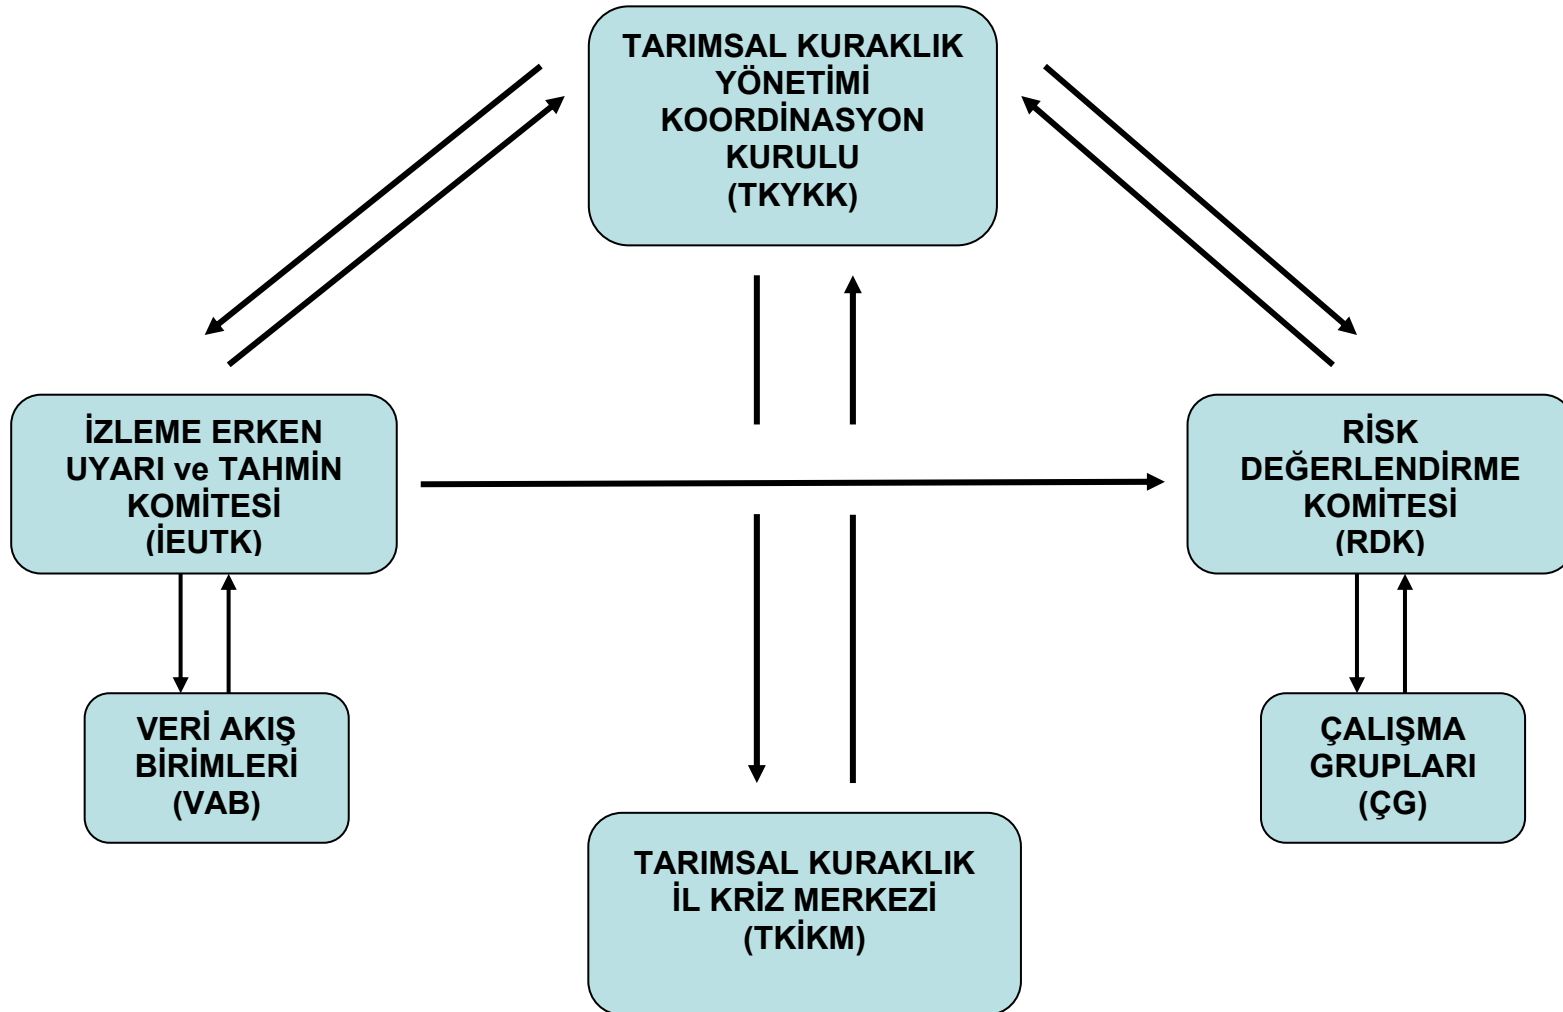 TARIMSAL KURAKLIK
YÖNETİMİ
KOORDİNASYON
KURULU
(TKYKK)
İZLEME ERKEN
UYARI ve TAHMİN
KOMİTESİ
(İEUTK)
RİSK
DEĞERLENDİRME
KOMİTESİ
(RDK)
VERİ AKIŞ
BİRİMLERİ
(VAB)
ÇALIŞMA
GRUPLARI
(ÇG)
TARIMSAL KURAKLIK
İL KRİZ MERKEZİ
(TKİKM)